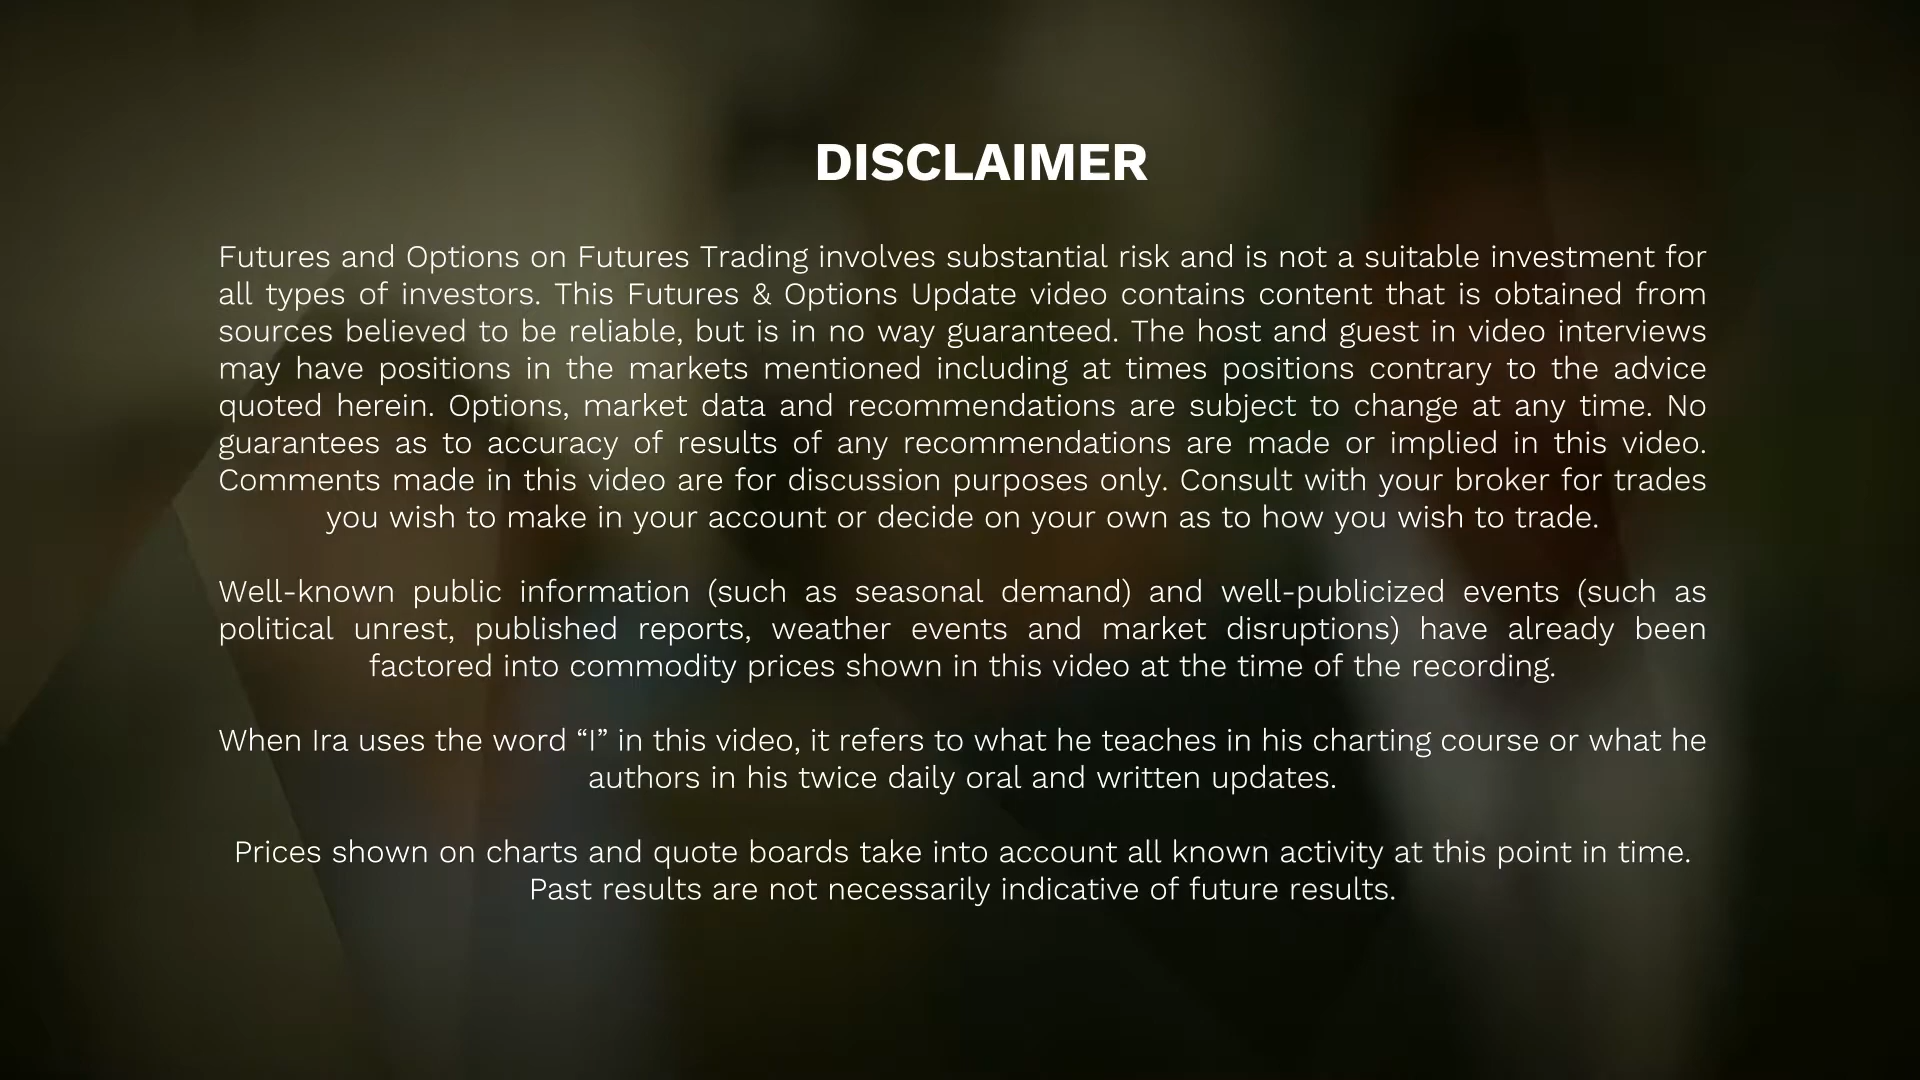 DISCLAIMER
Futures and Options on Futures Trading involves substantial risk and is not a suitable investment for
all types of investors. This Futures & Options Update video contains content that is obtained from
sources believed to be reliable, but is in no way guaranteed. The host and guest in video interviews
may have positions in the markets mentioned including at times positions contrary to the advice
quoted herein. Options, market data and recommendations are subject to change at any time. No
guarantees as to accuracy of results of any recommendations are made or implied in this video.
Comments made in this video are for discussion purposes only. Consult with your broker for trades
you wish to make in your account or decide on your own as to how you wish to trade.
Well-known public information (such as seasonal demand) and well-publicized events (such as
political unrest, published reports, weather events and market disruptions) have already been
factored into commodity prices shown in this video at the time of the recording.
When Ira uses the word “I” in this video, it refers to what he teaches in his charting course or what he
authors in his twice daily oral and written updates.
Prices shown on charts and quote boards take into account all known activity at this point in time.
Past results are not necessarily indicative of future results.